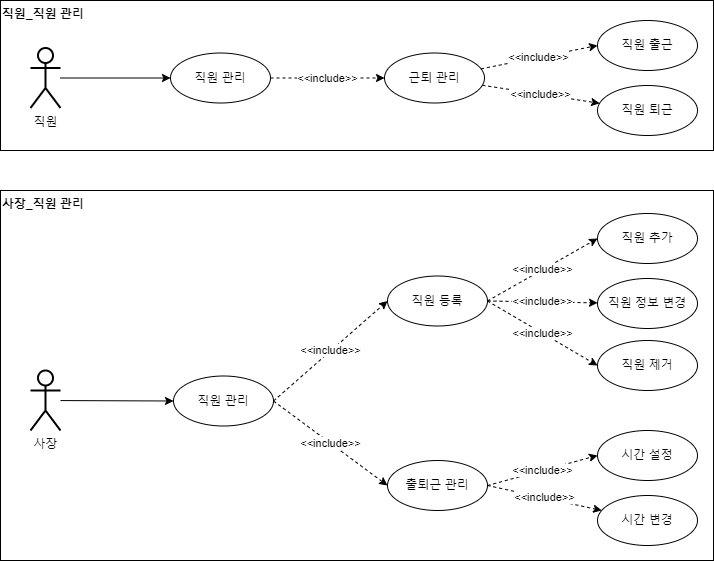 직원_직원 관리
직원
직원 관리
<<include>>
근퇴 관리
<<include>>
직원 출근
<<include>>
직원 퇴근
사장_직원 관리
사장
직원 관리
<<include>>
직원 등록
<<include>>
직원 추가
<<include>>
직원 정보 변경
<<include>>
직원 제거
<<include>>
출퇴근 관리
<<include>>
시간 설정
<<include>>
시간 변경